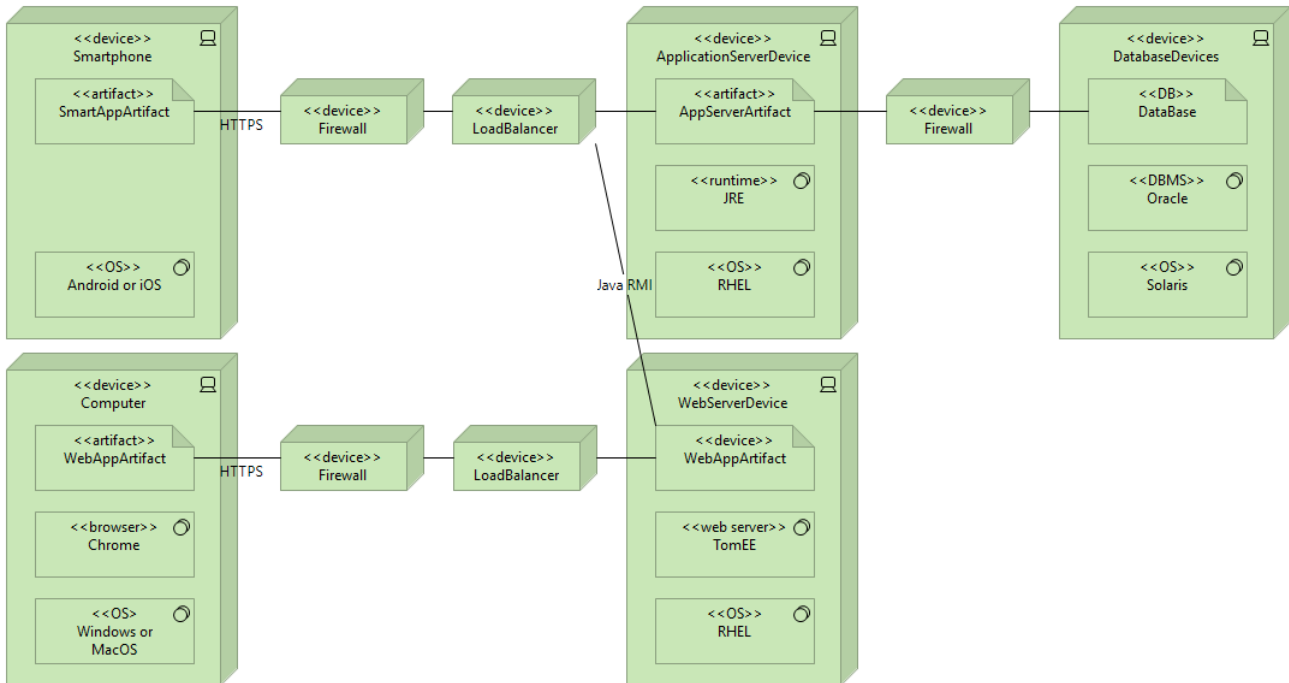 <<device>>
Smartphone
<<artifact>>
SmartAppArtifact
<<OS>>
Android or iOS
HTTPS
<<device>>
Firewall
<<device>>
LoadBalancer
<<device>>
ApplicationServerDevice
<<artifact>>
AppServerArtifact
<<runtime>>
JRE
<<OS>>
RHEL
<<device>>
Firewall
<<device>>
DatabaseDevices
<<DB>>
DataBase
<<DBMS>>
Oracle
<<OS>>
Solaris
Java RMI
<<device>>
Computer
<<artifact>>
WebAppArtifact
<<browser>>
Chrome
<<OS>
Windows or
MacOS
HTTPS
<<device>>
Firewall
<<device>>
LoadBalancer
<<device>>
WebServerDevice
<<device>>
WebAppArtifact
<<web server>>
TomEE
<<OS>>
RHEL